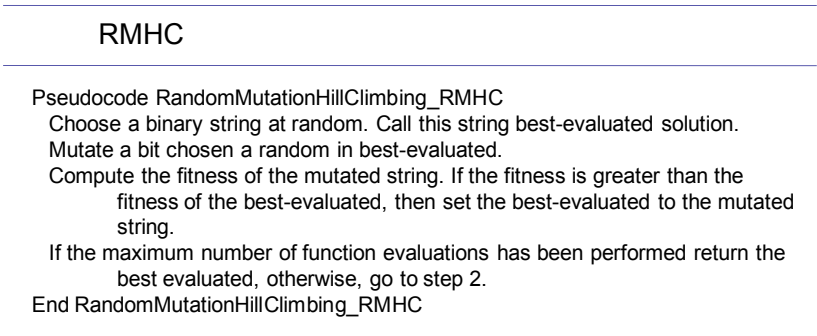 RMHC
Pseudocode RandomMutationHillClimbing_RMHC
Choose a binary string at random. Call this string best-evaluated solution.
Mutate a bit chosen a random in best-evaluated.
Compute the fitness of the mutated string. If the fitness is greater than the
fitness of the best-evaluated, then set the best-evaluated to the mutated
string.
If the maximum number of function evaluations has been performed return the
best evaluated, otherwise, go to step 2.
End RandomMutationHillClimbing_RMHC